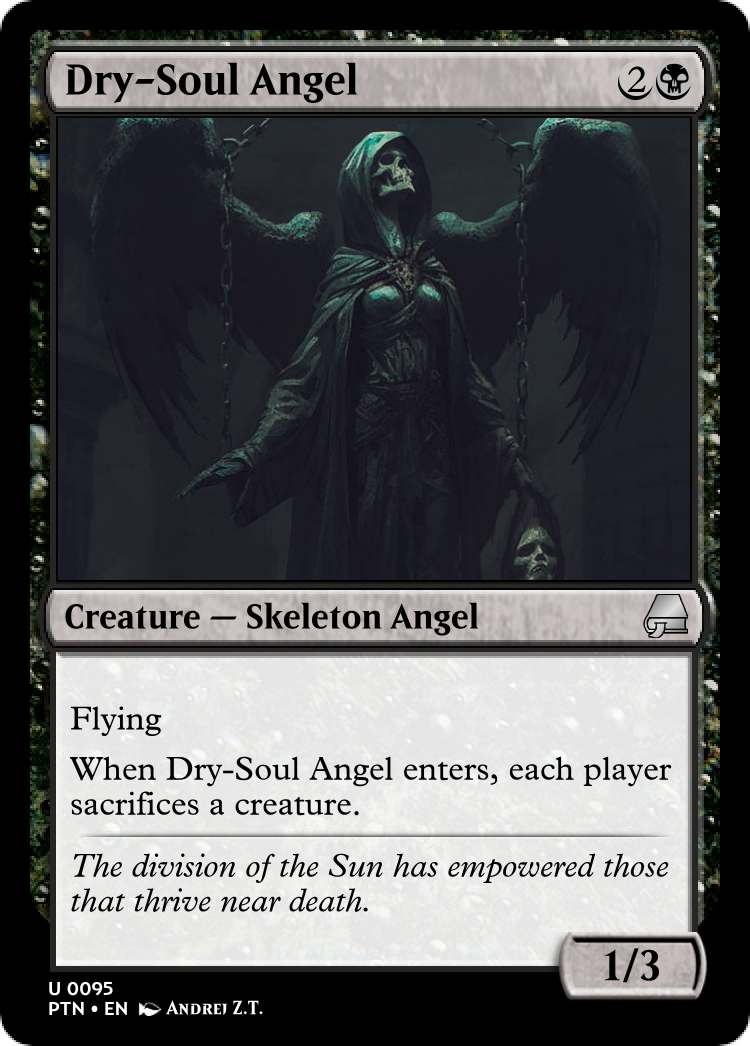 Dry-Soul Angel 2
Creature — Skeleton Angel
Flying
When Dry-Soul Angel enters, each player
sacrifices a creature.
The division of the Sun has empowered those
that thrive near death.
1/3
U 0095
PTN • EN Andrej Z.T.